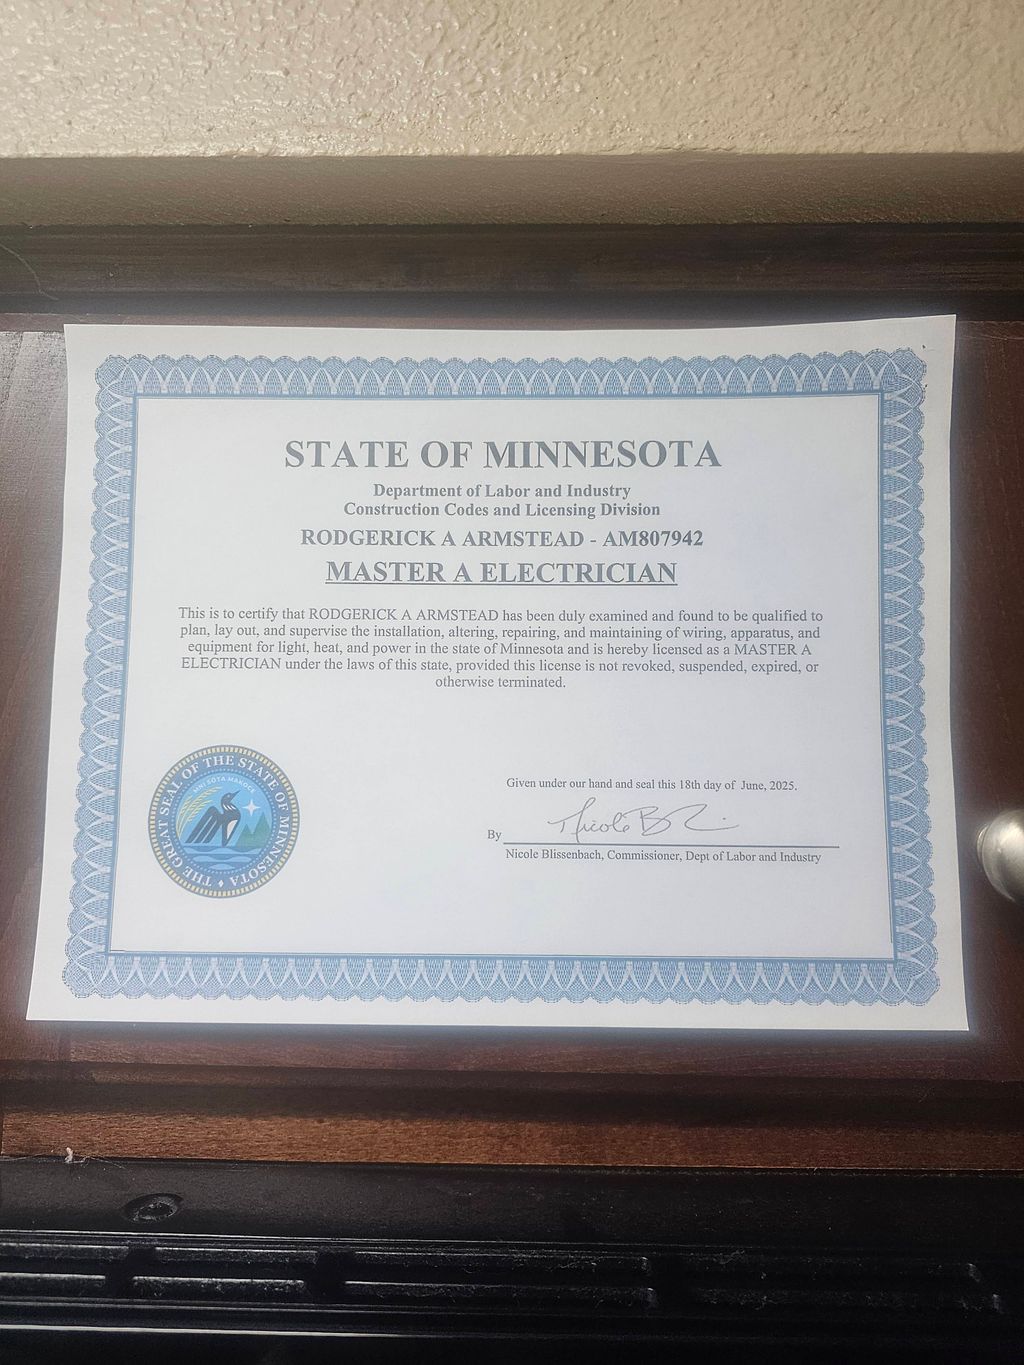 STATE OF MINNESOTA
Department of Labor and Industry
Construction Codes and Licensing Division
RODGERICK A ARMSTEAD - AM807942
MASTER A ELECTRICIAN
This is to certify that RODGERICK A ARMSTEAD has been duly examined and found to be qualified to
plan, lay out, and supervise the installation, altering, repairing, and maintaining of wiring, apparatus, and
equipment for light, heat, and power in the state of Minnesota and is hereby licensed as a MASTER A
ELECTRICIAN under the laws of this state, provided this license is not revoked, suspended, expired, or
otherwise terminated.
THE GREAT SEAL OF THE STATE OF MINNESOTA
MNI SOTA MAKOCE
Given under our hand and seal this 18th day of June, 2025.
By
Nicole Blissenbach, Commissioner, Dept of Labor and Industry